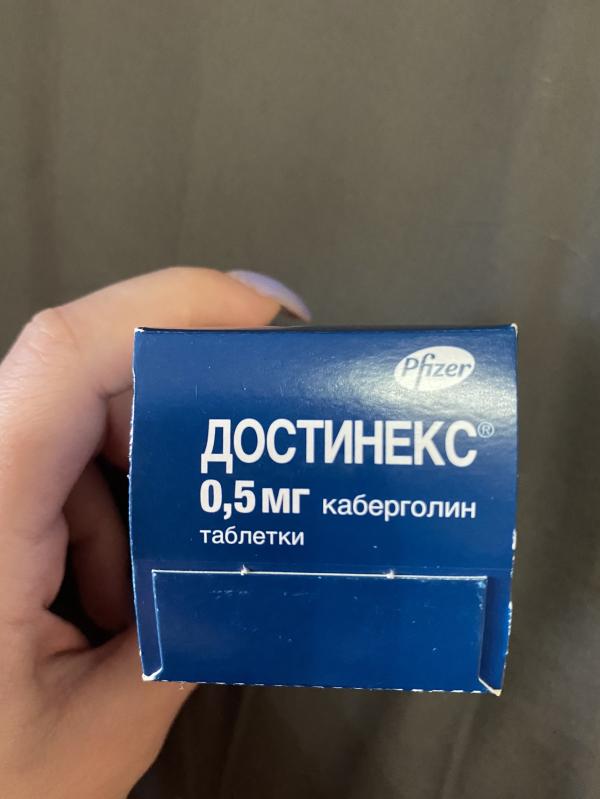 Pfizer
ДОСТИНЕКС®
0,5 мг каберголин
таблетки